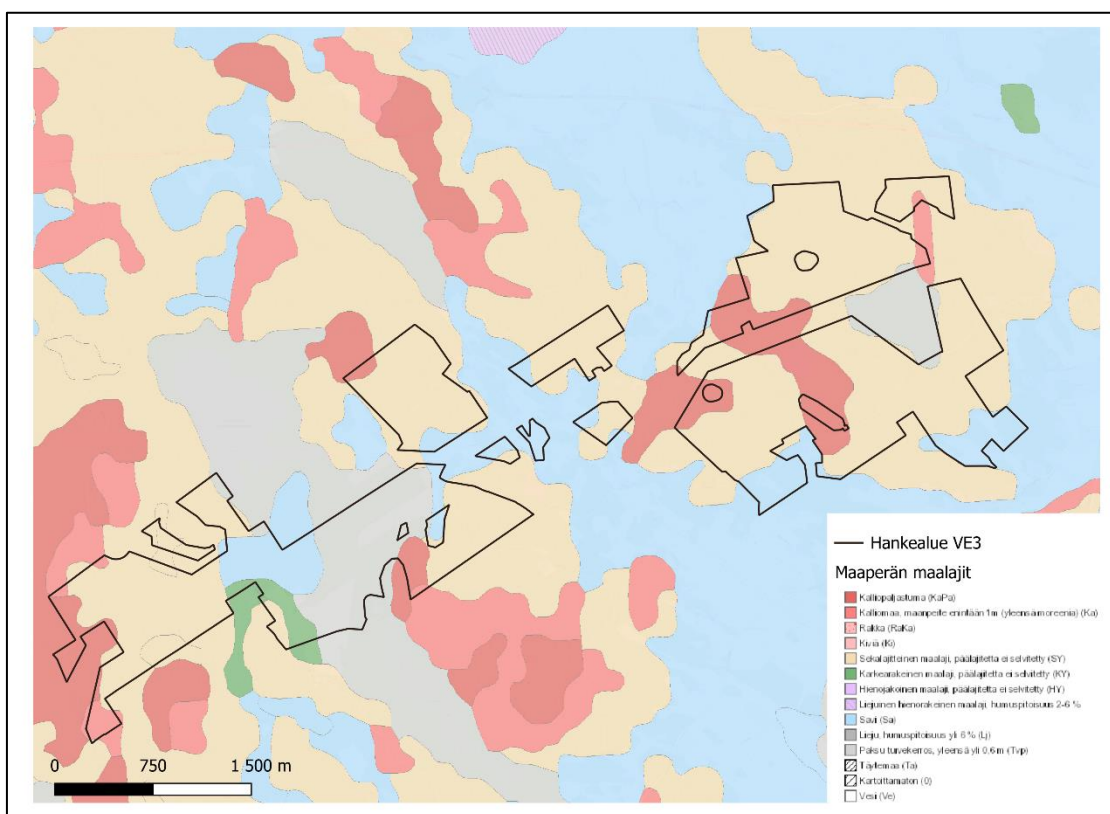 Hankealue VE3
Maaperän maalajit
Kalliopaljastuma (KaPa)
Kalliomaa, maanpeite enintään 1m (yleensä moreenia) (Ka)
Rakka (RaKa)
Kiviä (Ki)
Sekalajitteinen maalaji, päälajitetta ei selvitetty (SY)
Karkearakeinen maalaji, päälajitetta ei selvitetty (KY)
Hienojakoinen maalaji, päälajitetta ei selvitetty (HY)
Liejuinen hienorakeinen maalaji, humuspitoisuus 2-6 %
Savi (Sa)
Lieju, humuspitoisuus yli 6 % (Lj)
Paksu turvekerros, yleensä yli 0,6 m (Tvp)
Täytemaa (Ta)
Kartoittamaton (0)
Vesi (Ve)
0 750 1 500 m